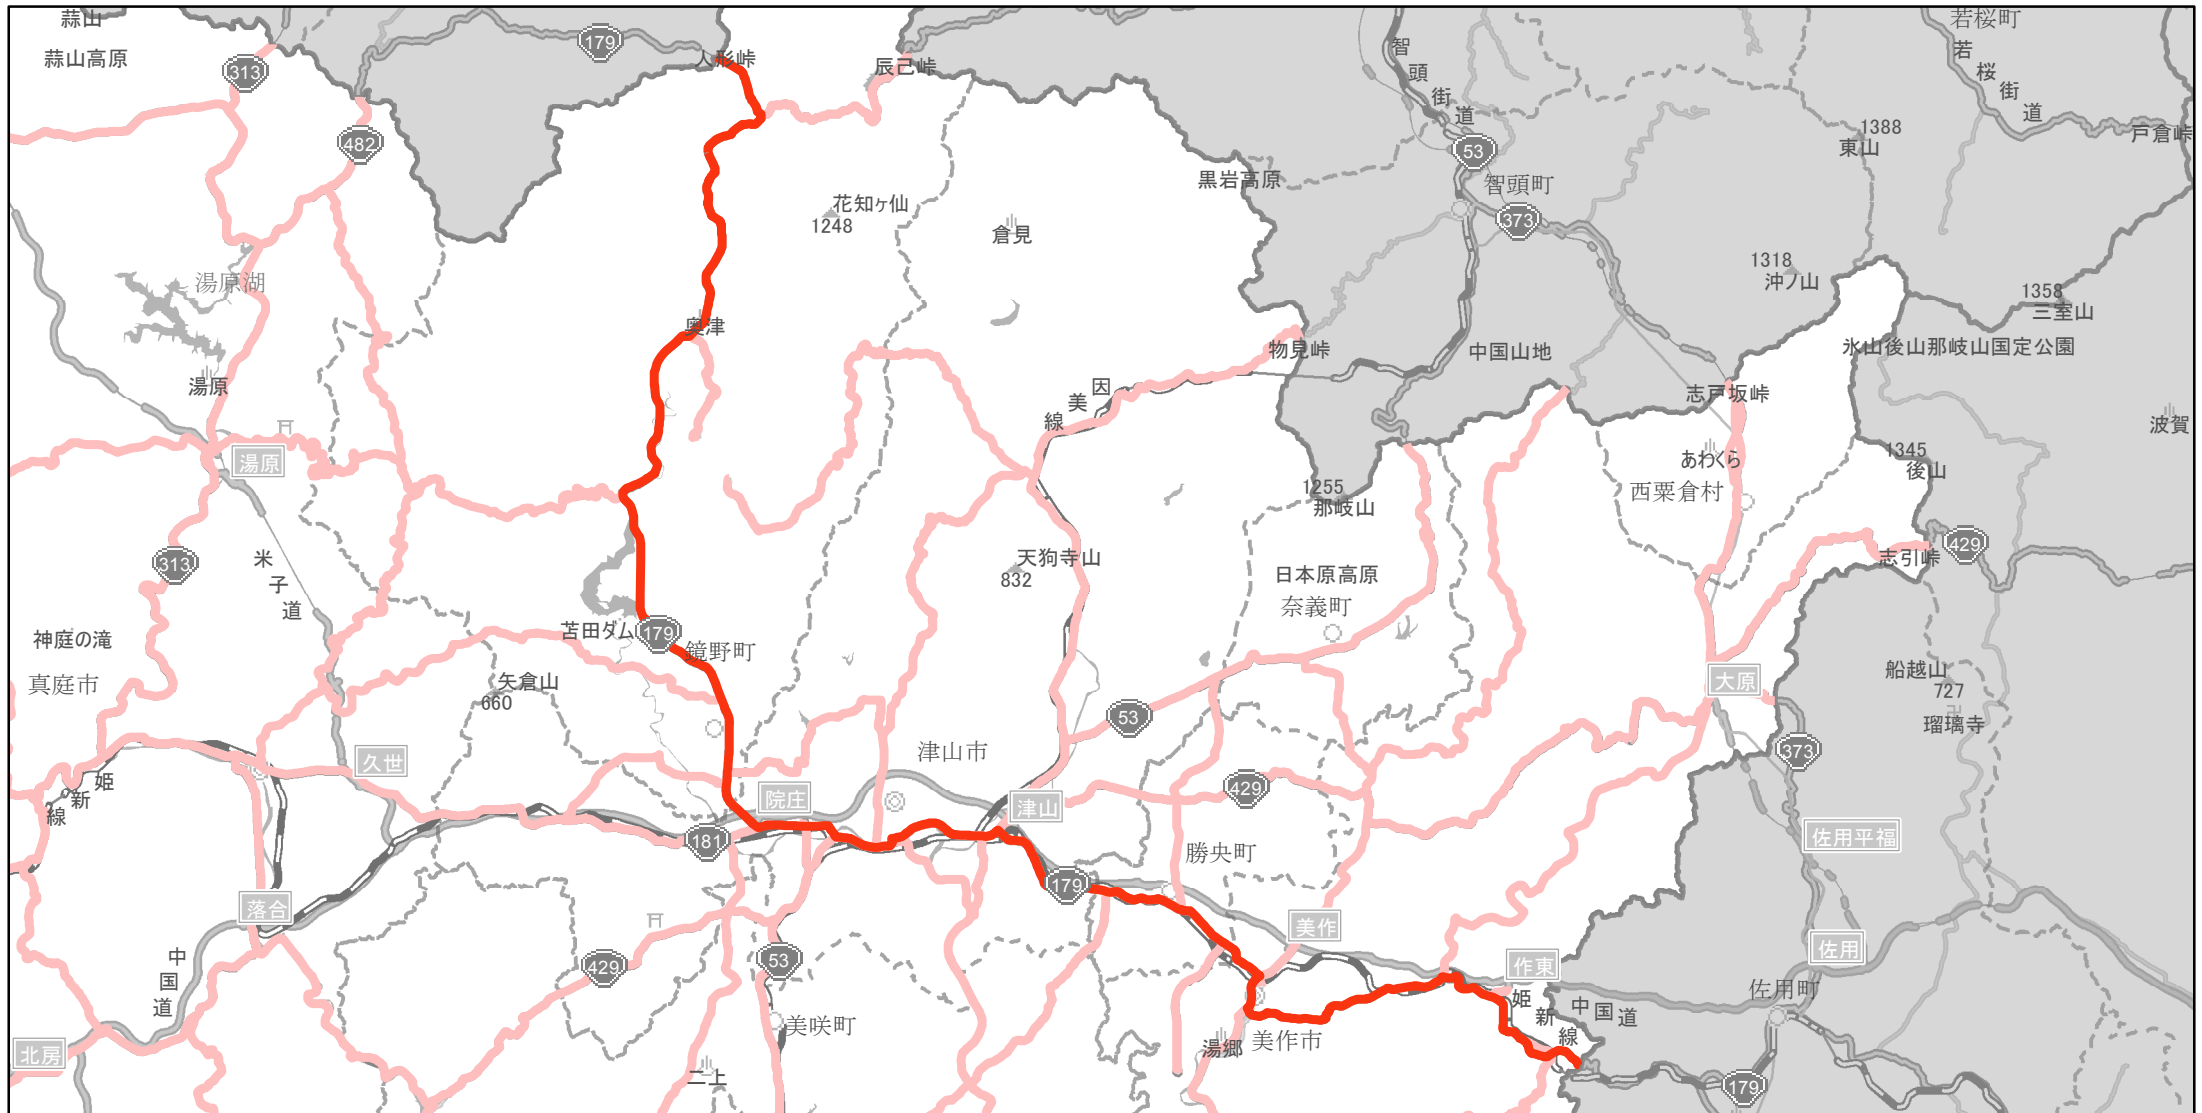 蒜山
蒜山高原
313
179
人形峠
辰己峠
482
智頭街道
53
智頭町
373
若桜町
若桜街道
戸倉峠
1388
東山
黒岩高原
花知ヶ仙
1248
倉見
湯原湖
湯原
奥津
1318
沖ノ山
1358
三室山
氷山後山那岐山国定公園
物見峠
中国山地
志戸坂峠
因美線
波賀
あわくら
西粟倉村
1345
後山
湯原
1255
那岐山
313
米子道
天狗寺山
832
日本原高原
奈義町
志引峠
429
神庭の滝
真庭市
苫田ダム
179
鏡野町
矢倉山
660
大原
船越山
727
瑠璃寺
53
373
津山市
久世
姫新線
院庄
津山
429
181
佐用平福
勝央町
179
落合
美作
中国道
429
53
作東
佐用
佐用町
姫新線
中国道
美咲町
湯郷
美作市
北房
二上
179